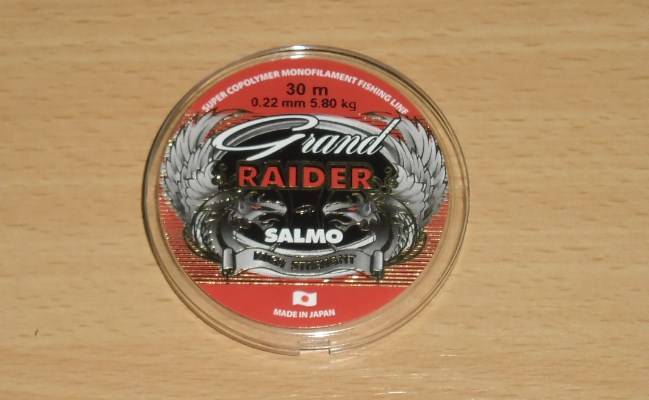 SUPER COPOLYMER MONOFILAMENT FISHING LINE
30 m
0.22 mm 5.80 kg
Grand
RAIDER
SALMO
MADE IN JAPAN